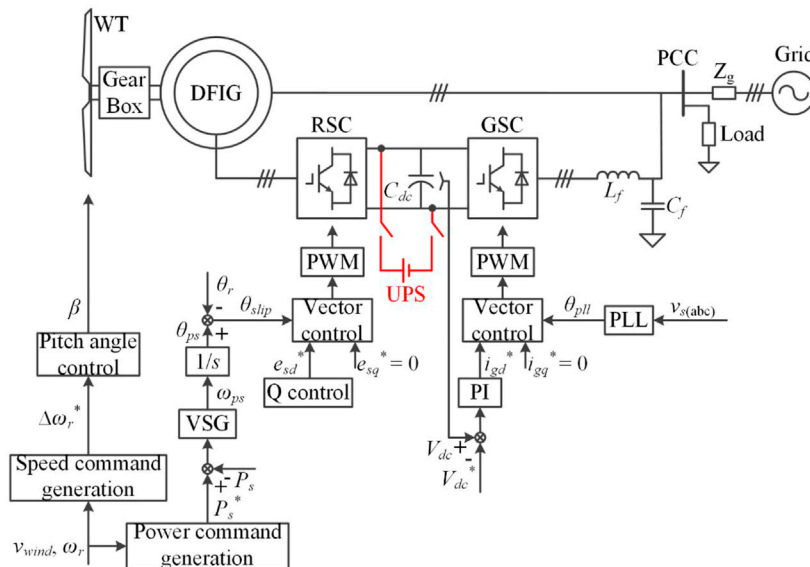 WT
Gear
Box
DFIG
PCC
Z_g
Grid
Load
RSC
GSC
C_dc
L_f
C_f
PWM
UPS
PWM
θ_r
-
+
θ_slip
Vector
control
θ_ps
1/s
ω_ps
VSG
e_sd*
e_sq* = 0
Q control
Vector
control
θ_pll
PLL
v_s(abc)
i_gd*
i_gq* = 0
PI
V_dc
+
-
V_dc*
β
Pitch angle
control
Δω_r*
Speed command
generation
+
- P_s
P_s*
v_wind, ω_r
Power command
generation